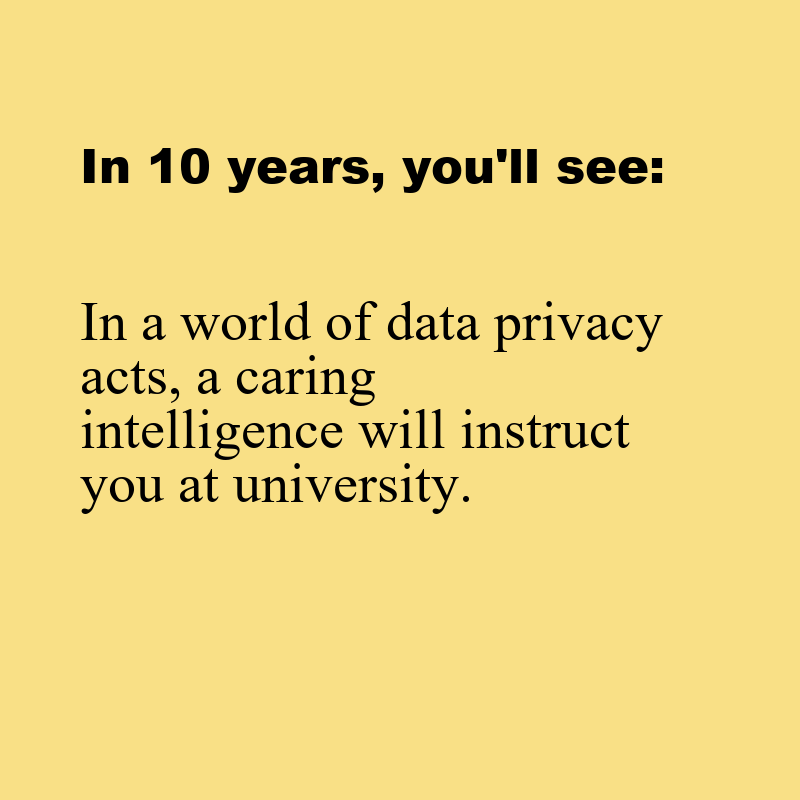 In 10 years, you'll see:
In a world of data privacy
acts, a caring
intelligence will instruct
you at university.